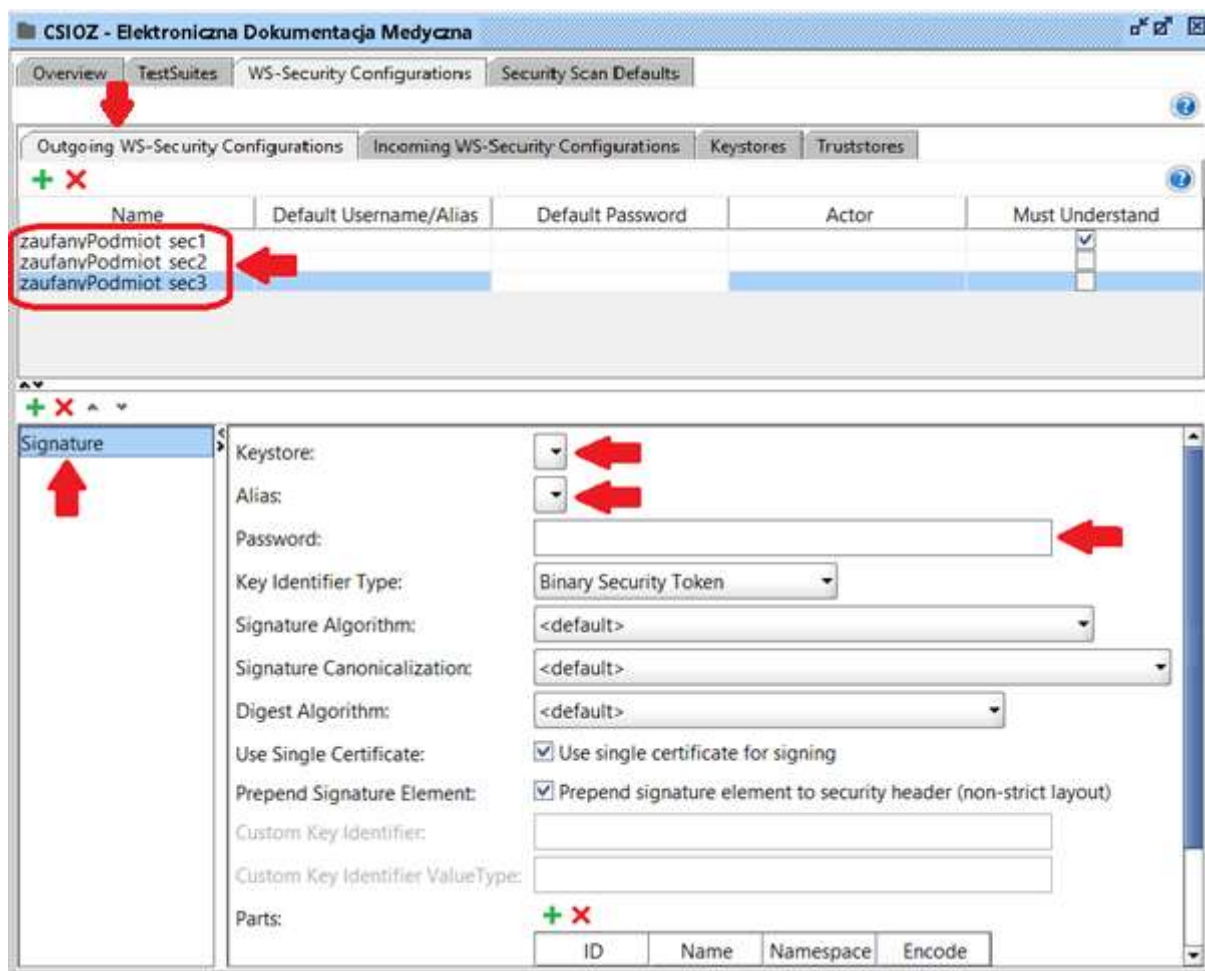 CSIOZ - Elektroniczna Dokumentacja Medyczna
Overview TestSuites WS-Security Configurations Security Scan Defaults
Outgoing WS-Security Configurations Incoming WS-Security Configurations Keystores Truststores
Name Default Username/Alias Default Password Actor Must Understand
zaufanyPodmiot sec1
zaufanyPodmiot sec2
zaufanyPodmiot sec3
Signature
Keystore:
Alias:
Password:
Key Identifier Type: Binary Security Token
Signature Algorithm: <default>
Signature Canonicalization: <default>
Digest Algorithm: <default>
Use Single Certificate: Use single certificate for signing
Prepend Signature Element: Prepend signature element to security header (non-strict layout)
Custom Key Identifier:
Custom Key Identifier ValueType:
Parts:
ID Name Namespace Encode